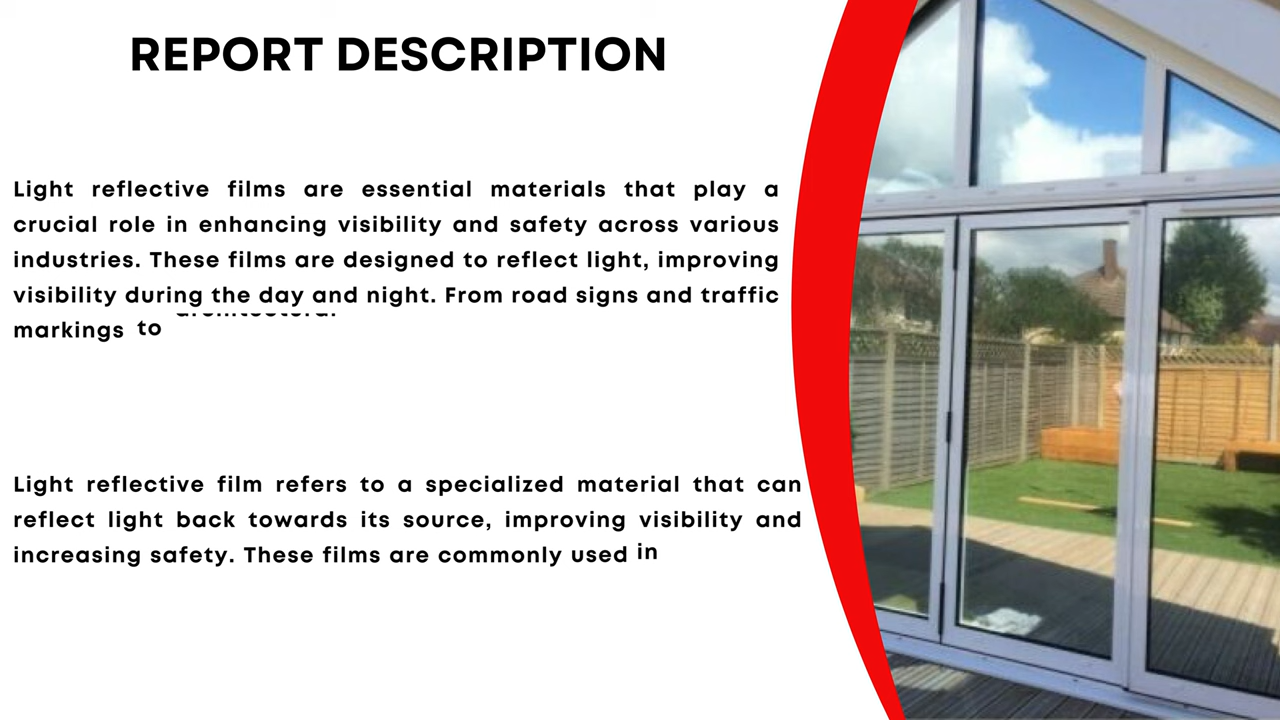 REPORT DESCRIPTION
Light reflective films are essential materials that play a
crucial role in enhancing visibility and safety across various
industries. These films are designed to reflect light, improving
visibility during the day and night. From road signs and traffic
markings to
Light reflective film refers to a specialized material that can
reflect light back towards its source, improving visibility and
increasing safety. These films are commonly used in